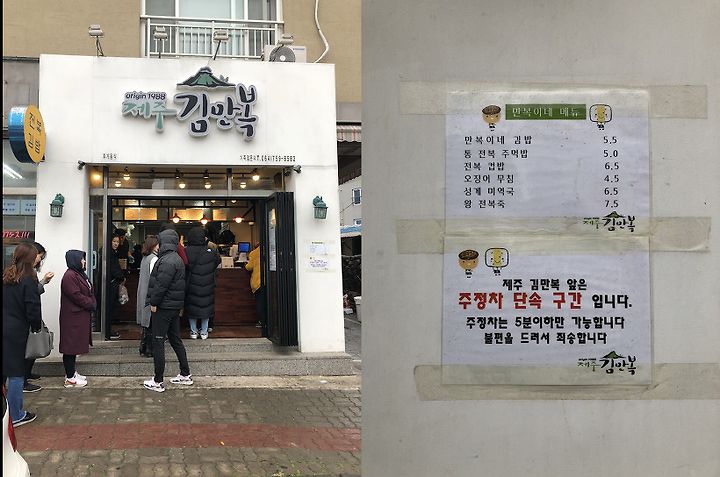 origin 1988
제주 김만복
064)759-8582
만복이네 메뉴
만복이네 김밥 5.5
통 전복 주먹밥 5.0
전복 컵밥 6.5
오징어 무침 4.5
성게 미역국 6.5
왕 전복죽 7.5
제주 김만복
제주 김만복 앞은
주정차 단속 구간 입니다.
주정차는 5분이하만 가능합니다
불편을 드려서 죄송합니다
제주 김만복